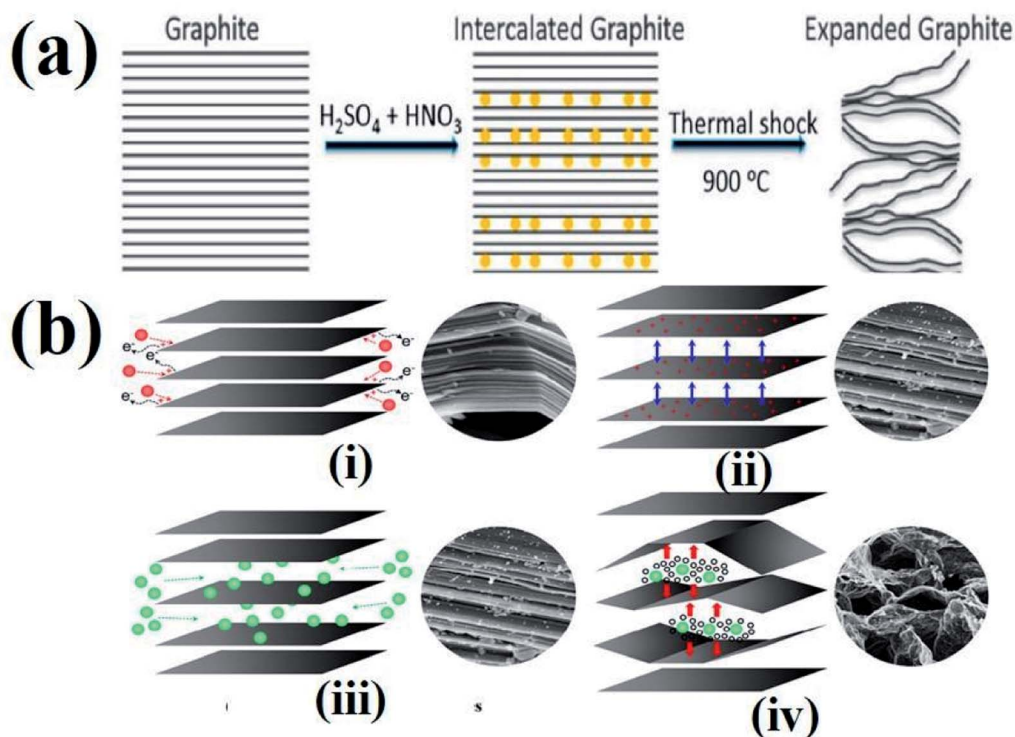 (a)
Graphite
Intercalated Graphite
Expanded Graphite
H₂SO₄ + HNO₃
Thermal shock
900 ºC
(b)
e⁻
e⁻
e⁻
e⁻
e⁻
e⁻
(i)
(ii)
(iii)
(iv)
s